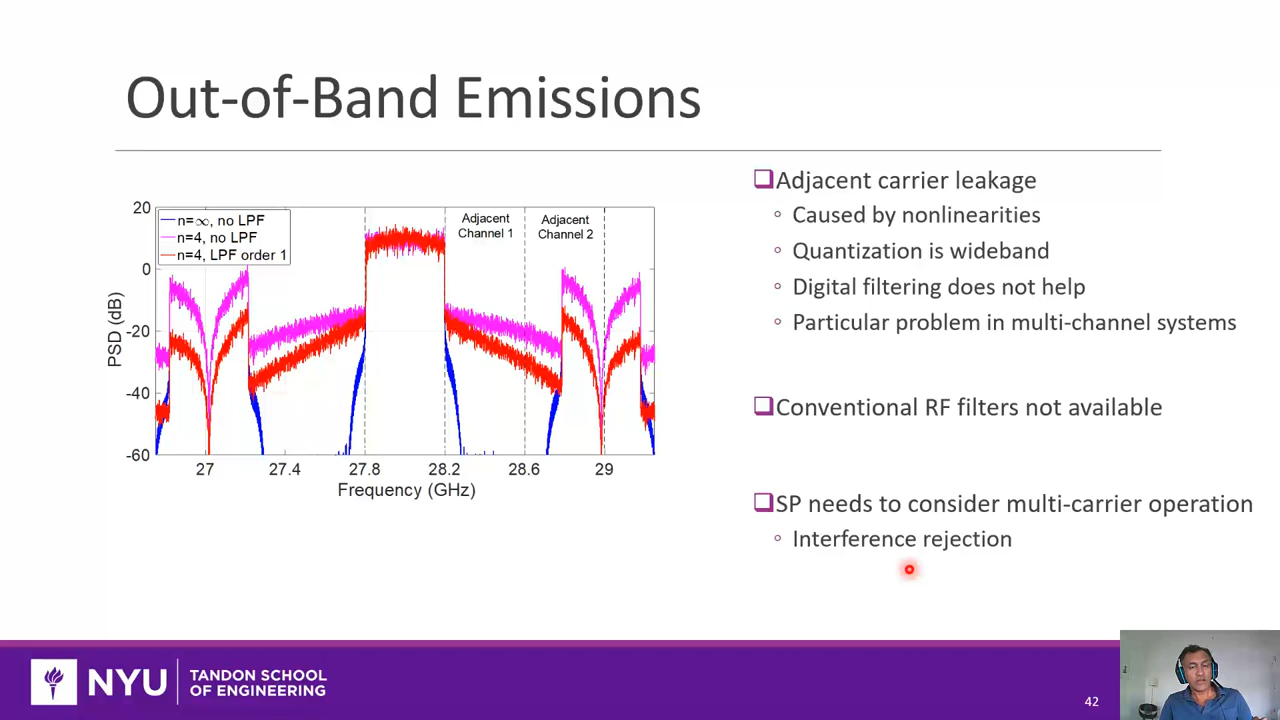 Out-of-Band Emissions
20
0
-20
-40
-60
PSD (dB)
n=∞, no LPF
n=4, no LPF
n=4, LPF order 1
Adjacent
Channel 1
Adjacent
Channel 2
27
27.4
27.8
28.2
28.6
29
Frequency (GHz)
Adjacent carrier leakage
Caused by nonlinearities
Quantization is wideband
Digital filtering does not help
Particular problem in multi-channel systems
Conventional RF filters not available
SP needs to consider multi-carrier operation
Interference rejection
NYU
TANDON SCHOOL
OF ENGINEERING
42